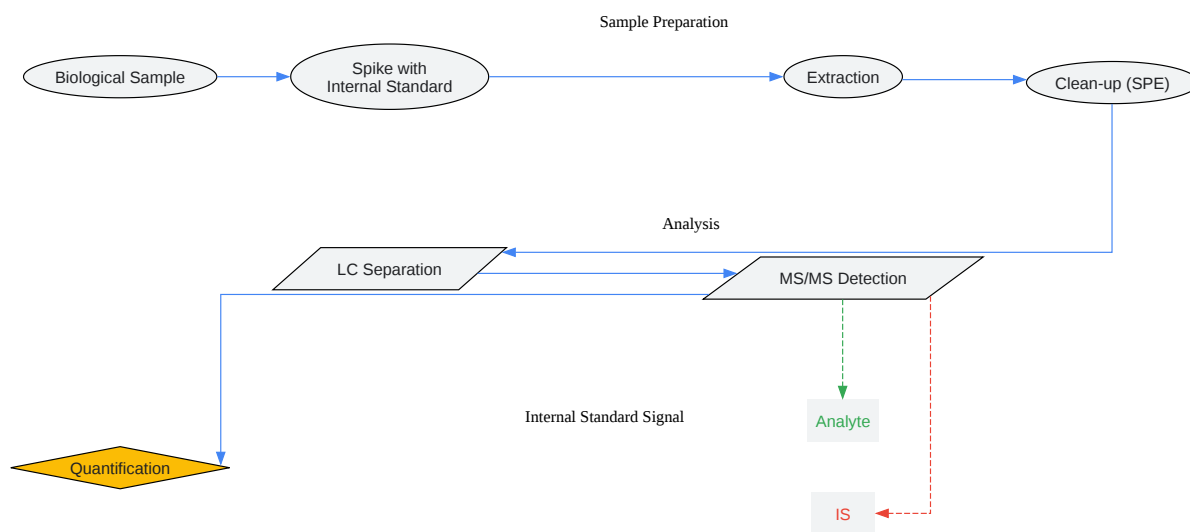 Sample Preparation
Biological Sample
Spike with
Internal Standard
Extraction
Clean-up (SPE)
Analysis
LC Separation
MS/MS Detection
Internal Standard Signal
Analyte
Quantification
IS